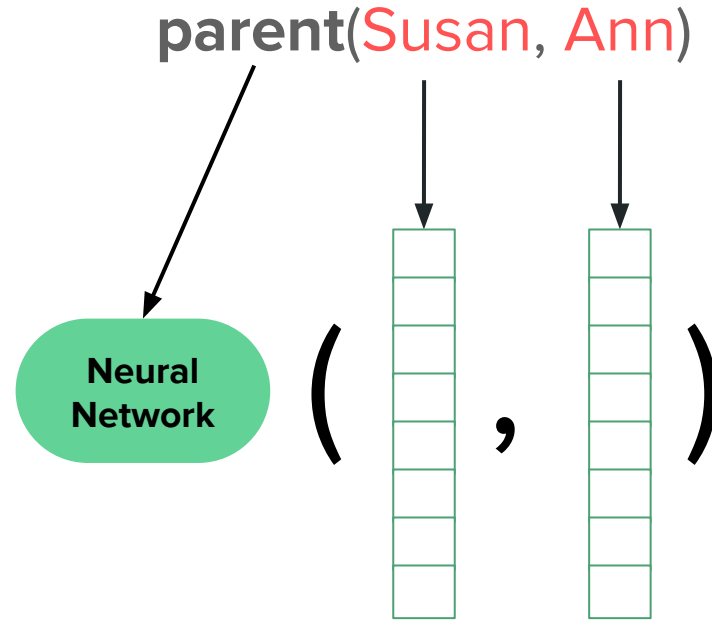 parent(Susan, Ann)
Neural
Network
( , )